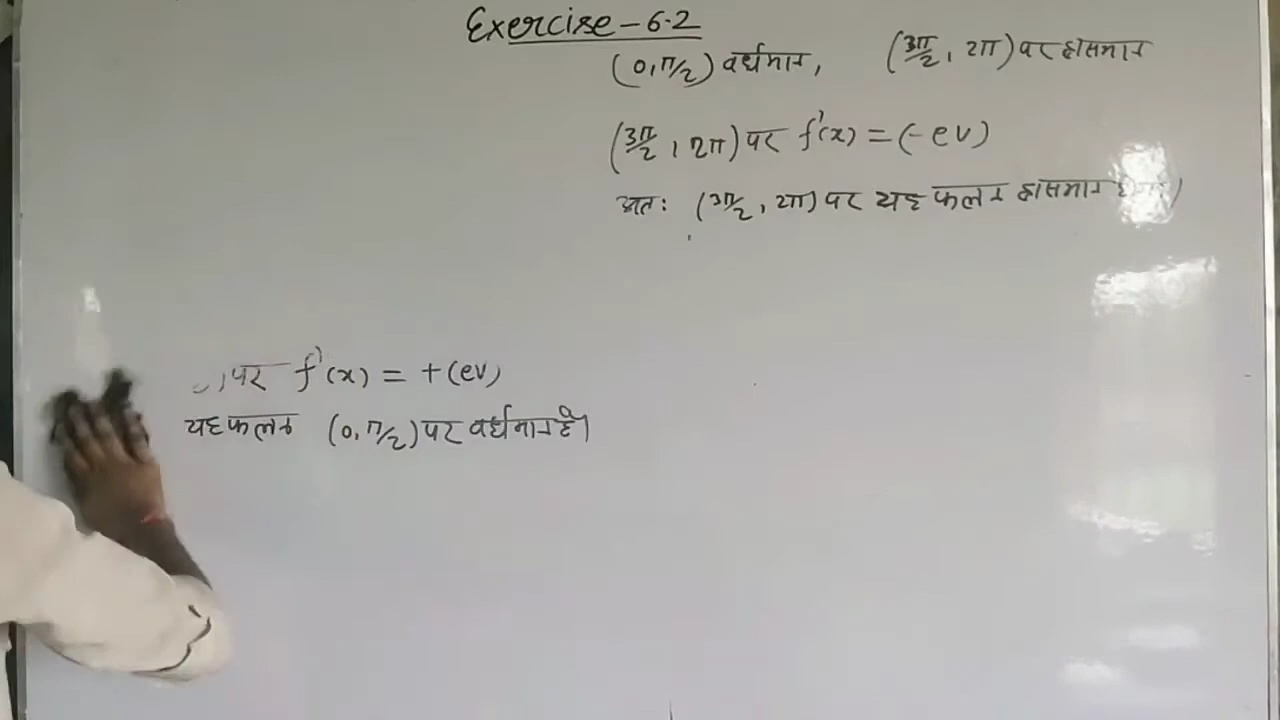 Exercise-6.2
(0, π/2) वर्धमान, (3π/2, 2π) पर ह्रासमान
(3π/2, 2π) पर f'(x) = (-ev)
अतः (3π/2, 2π) पर यह फलन ह्रासमान
) पर f'(x) = +(ev)
यह फलन (0, π/2) पर वर्धमान है।